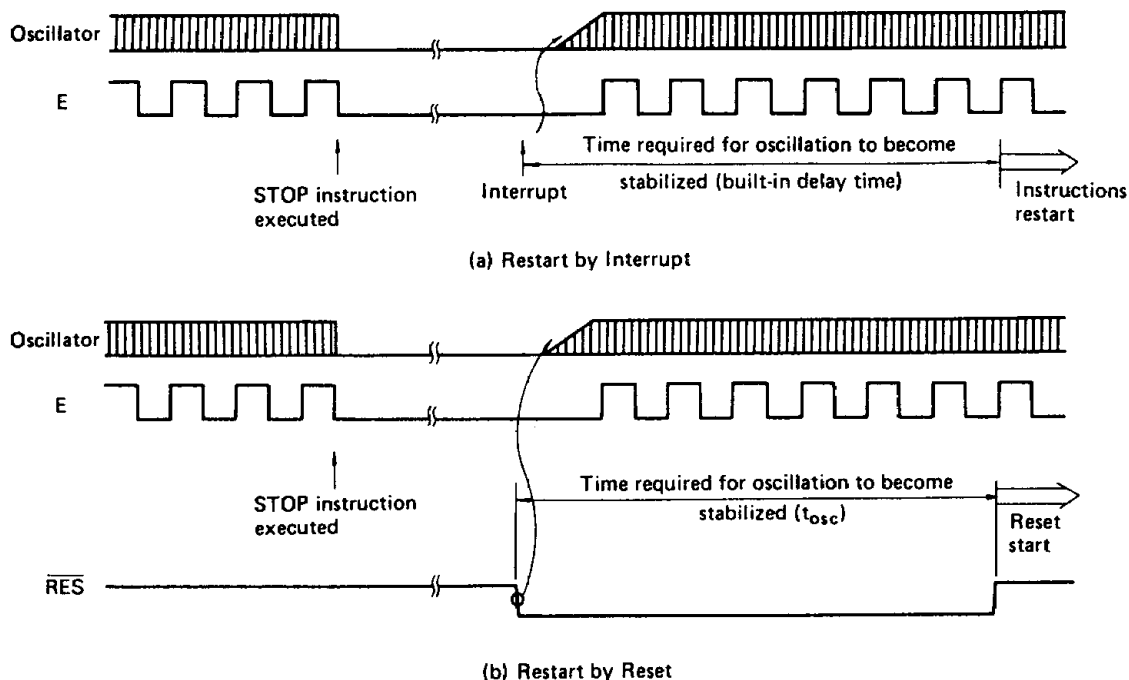 Oscillator
E
Time required for oscillation to become
stabilized (built-in delay time)
STOP instruction
executed
Interrupt
Instructions
restart
(a) Restart by Interrupt
Oscillator
E
Time required for oscillation to become
stabilized (tosc)
STOP instruction
executed
Reset
start
RES
(b) Restart by Reset